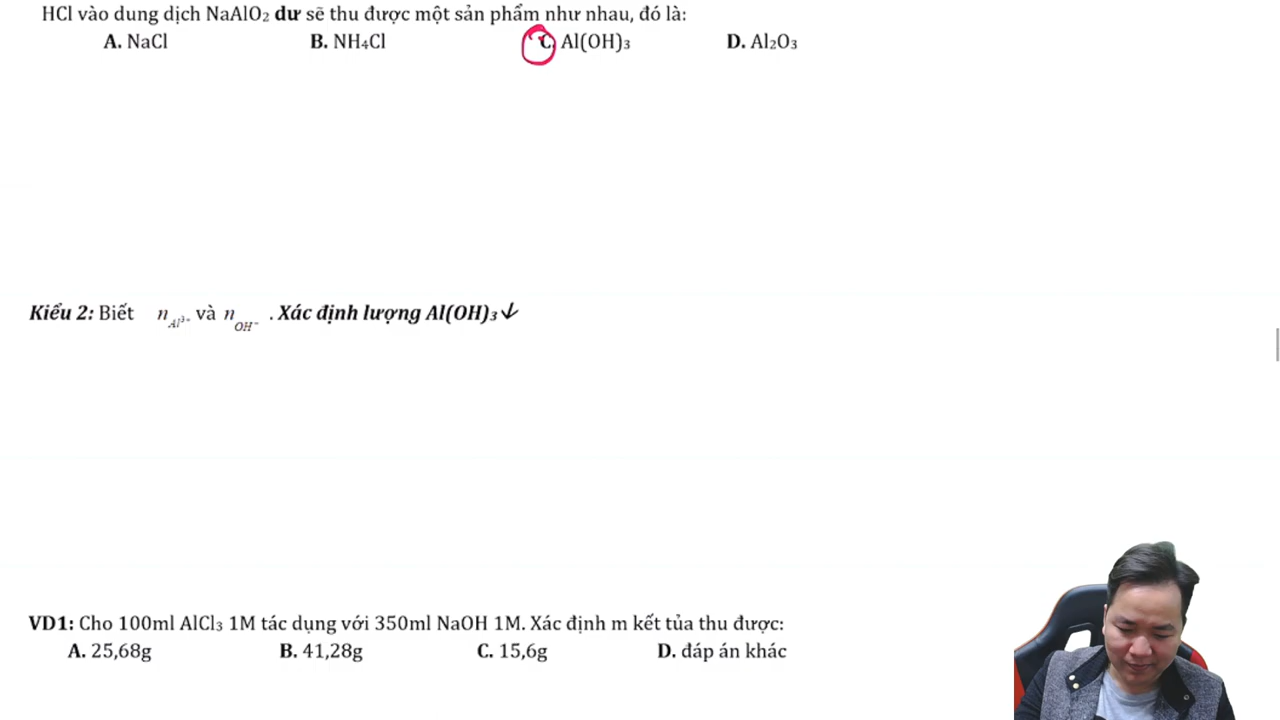 HCl vào dung dịch NaAlO₂ dư sẽ thu được một sản phẩm như nhau, đó là:
A. NaCl B. NH₄Cl C. Al(OH)₃ D. Al₂O₃
Kiểu 2: Biết n Al³⁺ và n OH⁻ . Xác định lượng Al(OH)₃↓
VD1: Cho 100ml AlCl₃ 1M tác dụng với 350ml NaOH 1M. Xác định m kết tủa thu được:
A. 25,68g B. 41,28g C. 15,6g D. đáp án khác